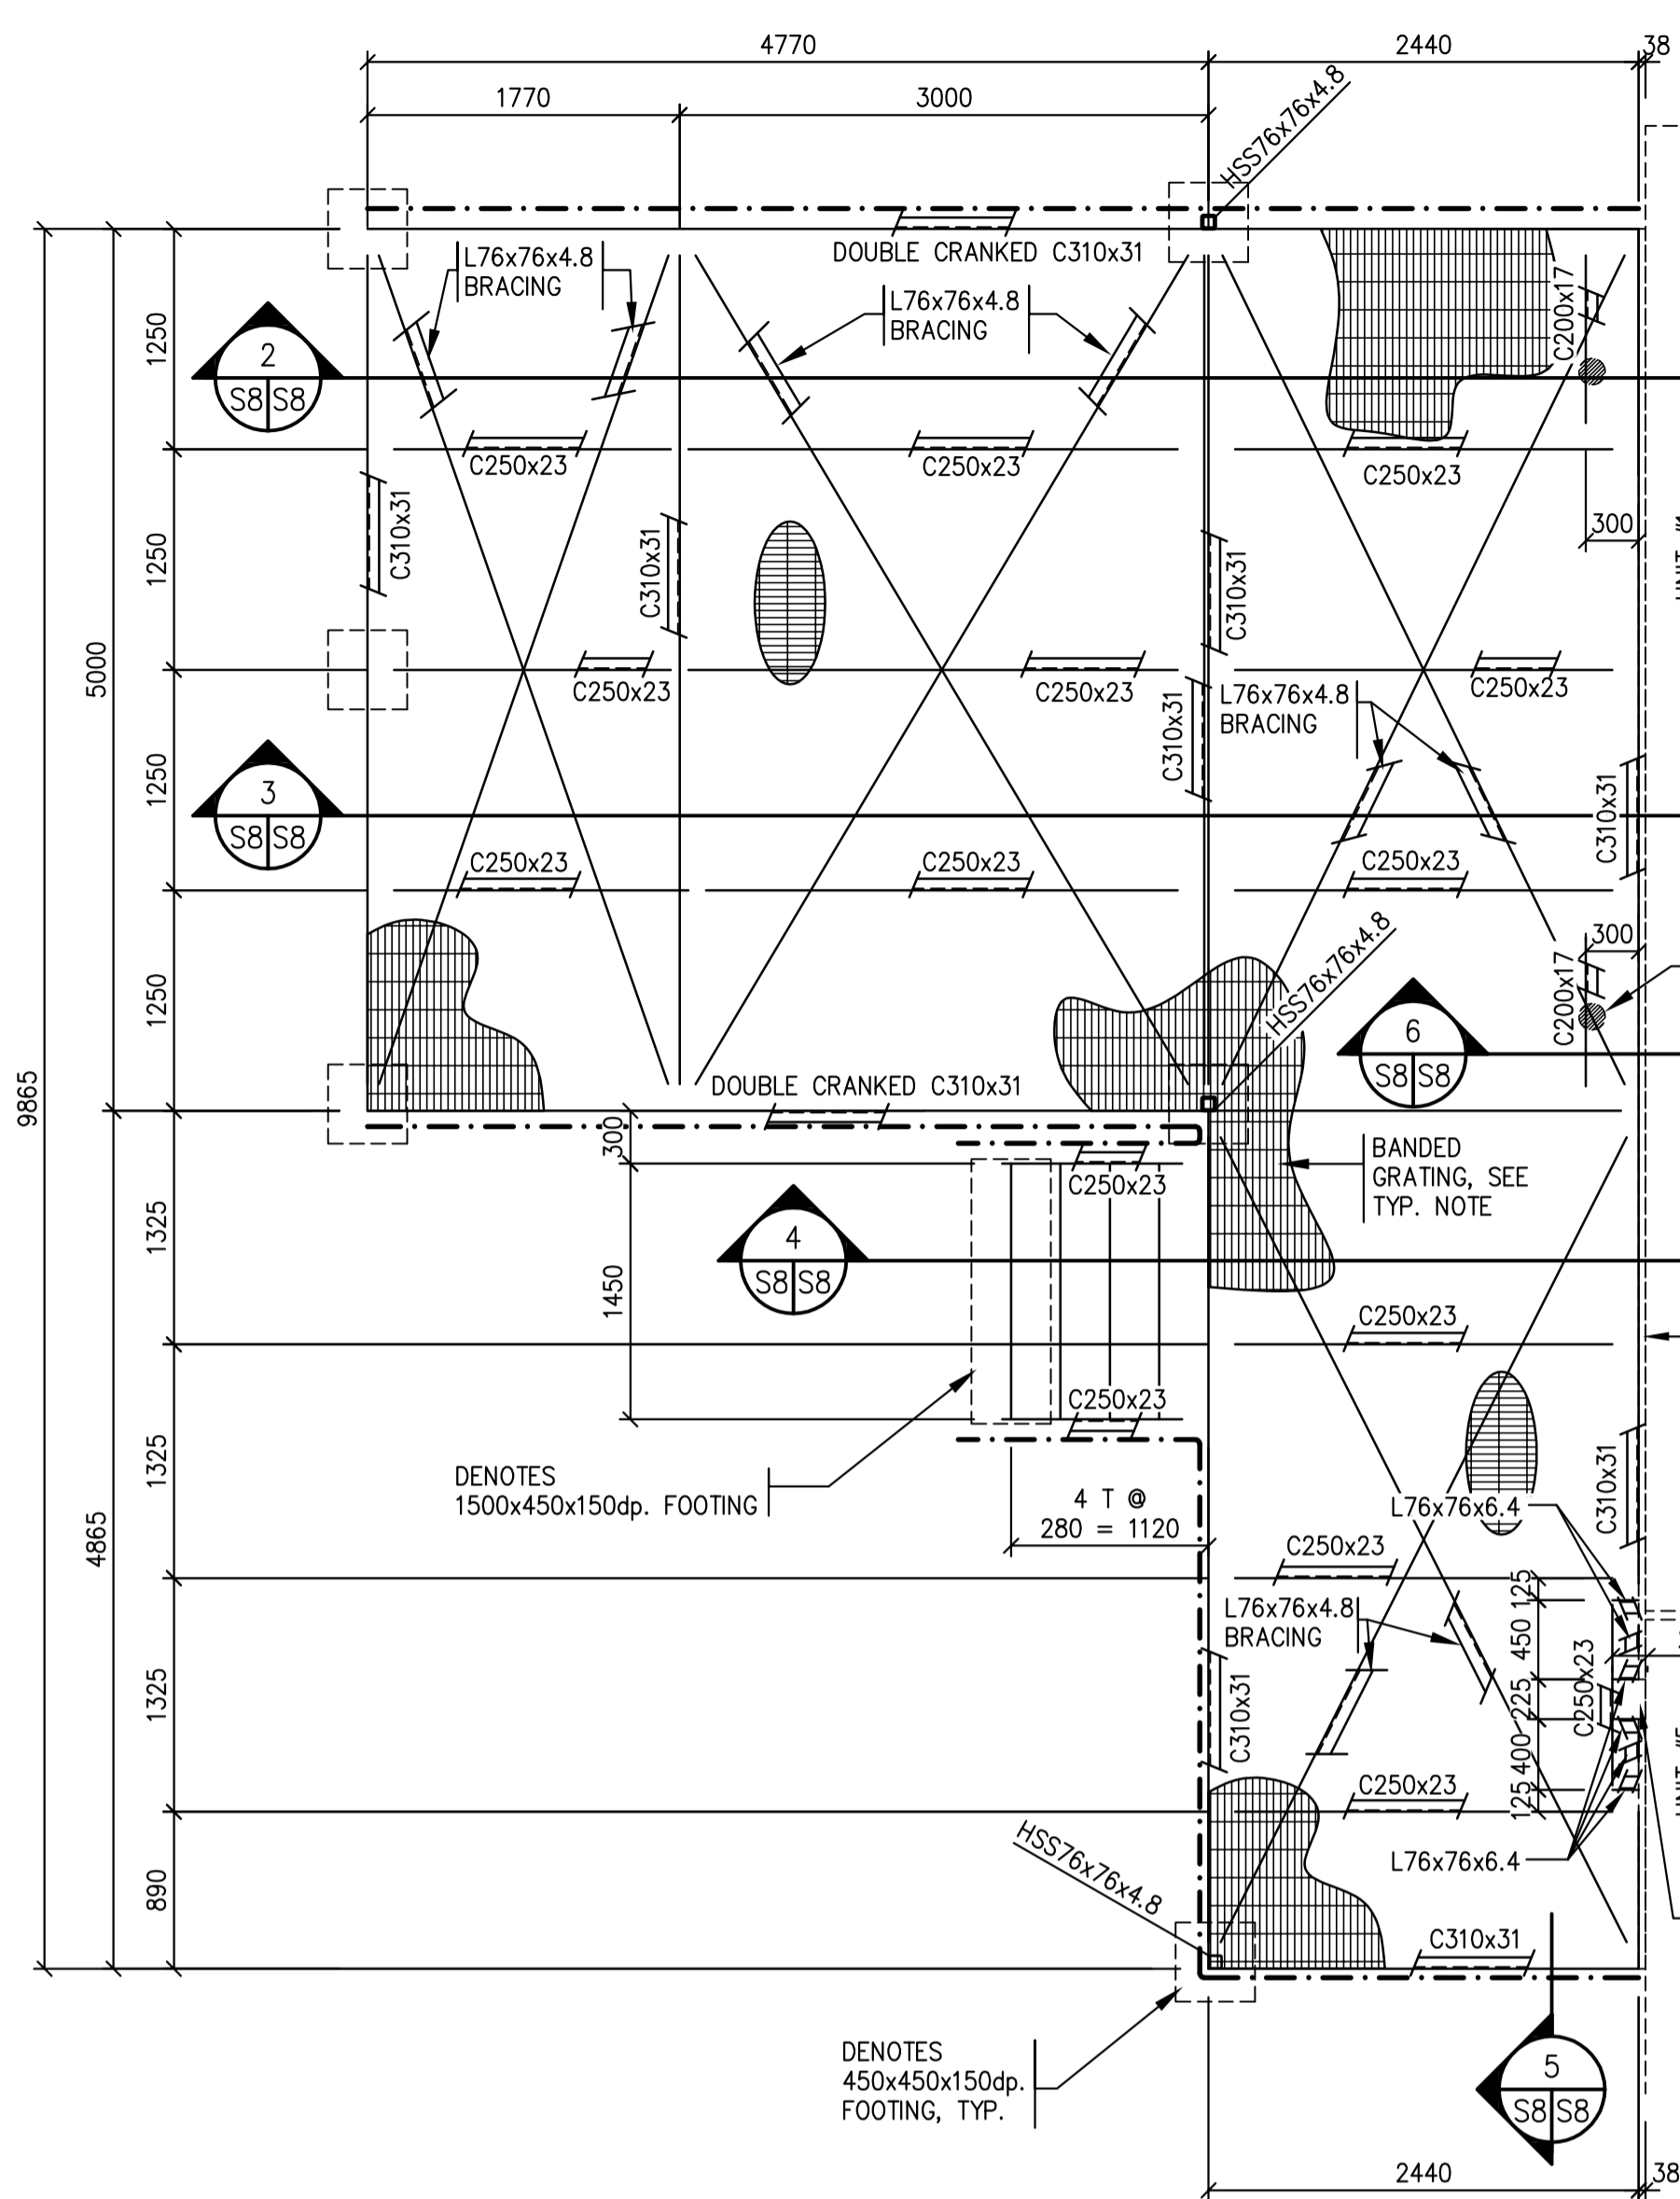 4770
2440
38
1770
3000
HSS76x76x4.8
DOUBLE CRANKED C310x31
L76x76x4.8
BRACING
L76x76x4.8
BRACING
C200x17
1250
2
S8 S8
C250x23
C250x23
C250x23
300
C310x31
C310x31
C310x31
1250
5000
9865
C250x23
C250x23
C250x23
L76x76x4.8
BRACING
C310x31
C310x31
1250
3
S8 S8
C250x23
C250x23
C250x23
HSS76x76x4.8
300
C200x17
1250
6
S8 S8
DOUBLE CRANKED C310x31
300
BANDED
GRATING, SEE
TYP. NOTE
C250x23
1325
4
S8 S8
1450
C250x23
C250x23
1325
4865
DENOTES
1500x450x150dp. FOOTING
4 T @
280 = 1120
C310x31
L76x76x6.4
C250x23
L76x76x4.8
BRACING
125
450
225
400
125
C250x23
1325
C310x31
C250x23
L76x76x6.4
HSS76x76x4.8
890
C310x31
DENOTES
450x450x150dp.
FOOTING, TYP.
5
S8 S8
2440
38